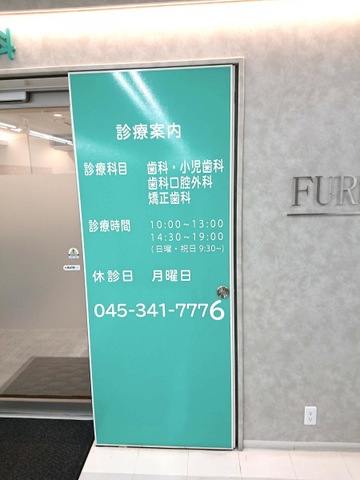 科
診療案内
診療科目 歯科・小児歯科
歯科口腔外科
矯正歯科
診療時間 10:00~13:00
14:30~19:00
(日曜・祝日 9:30~)
休診日 月曜日
045-341-7776
FUR